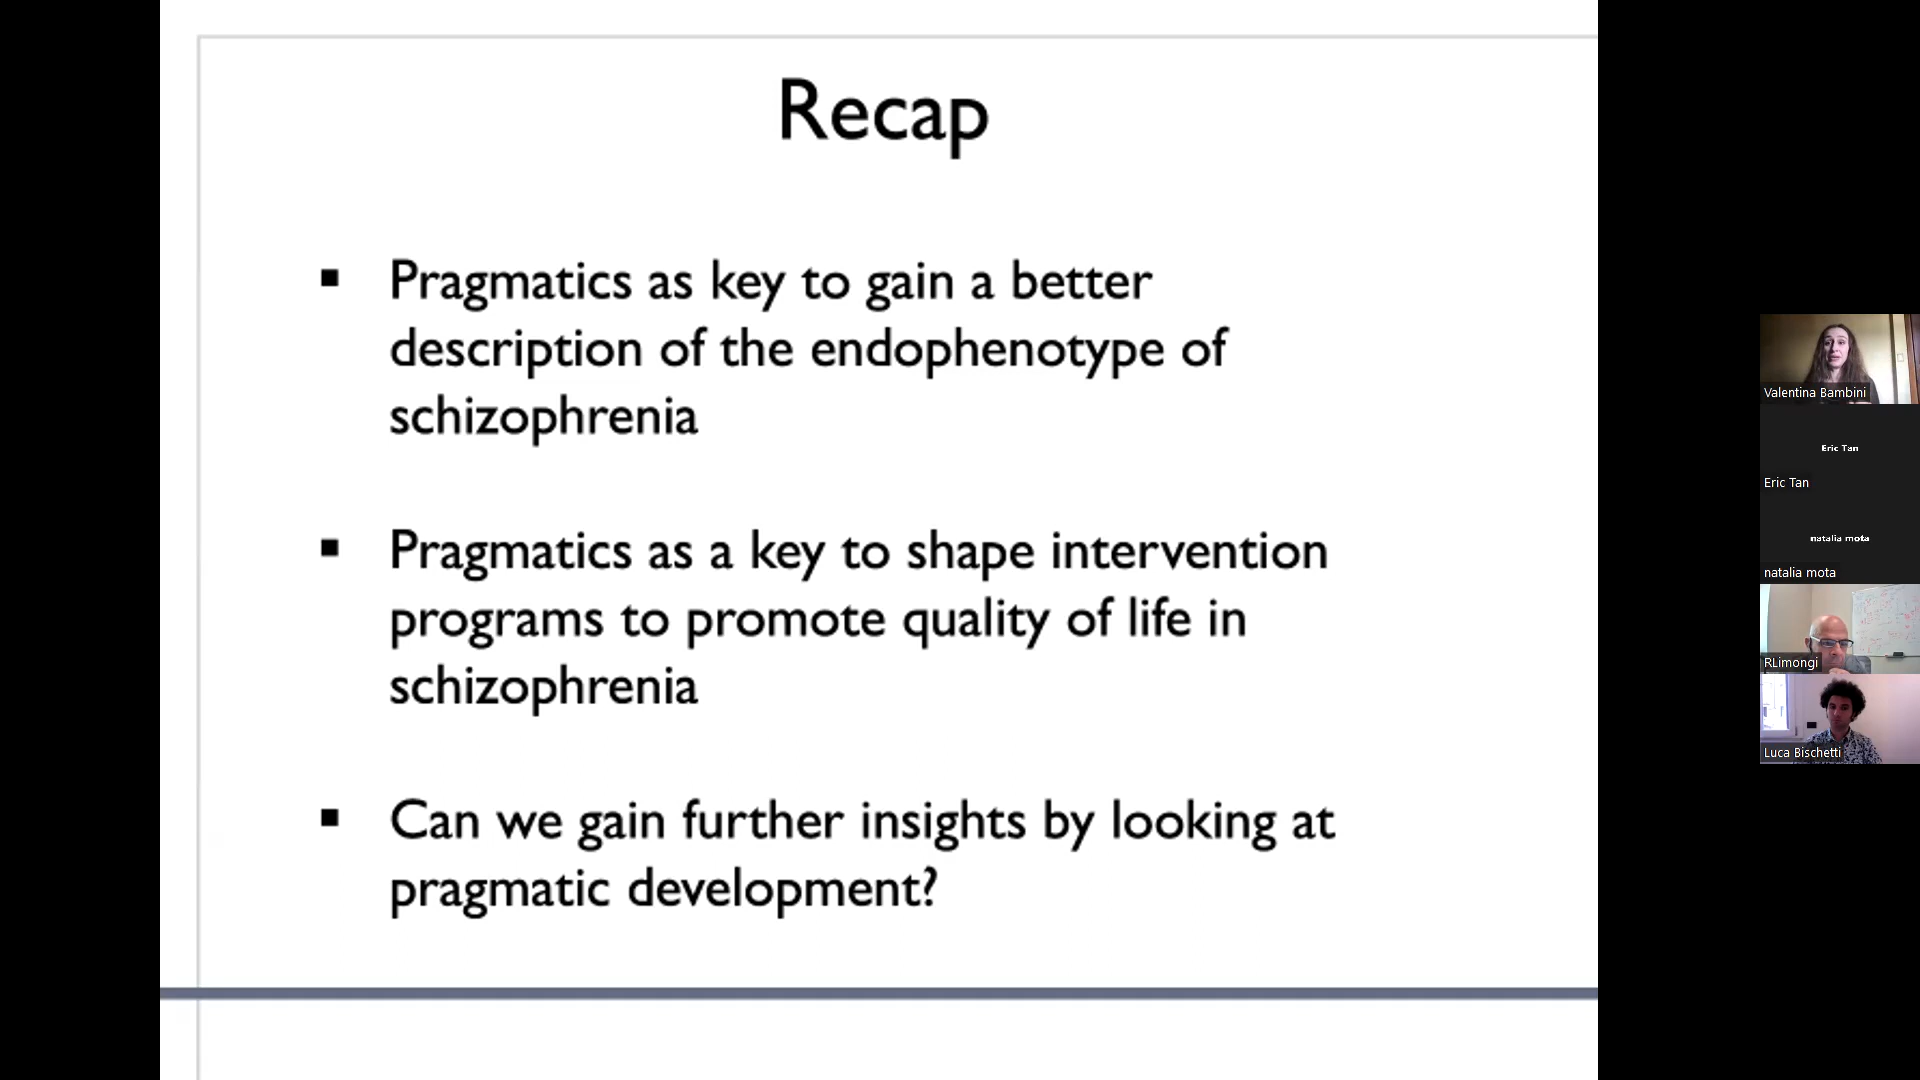 Recap
▪ Pragmatics as key to gain a better
description of the endophenotype of
schizophrenia
▪ Pragmatics as a key to shape intervention
programs to promote quality of life in
schizophrenia
▪ Can we gain further insights by looking at
pragmatic development?
Valentina Bambini
Eric Tan
Eric Tan
natalia mota
natalia mota
RLimongi
Luca Bischetti